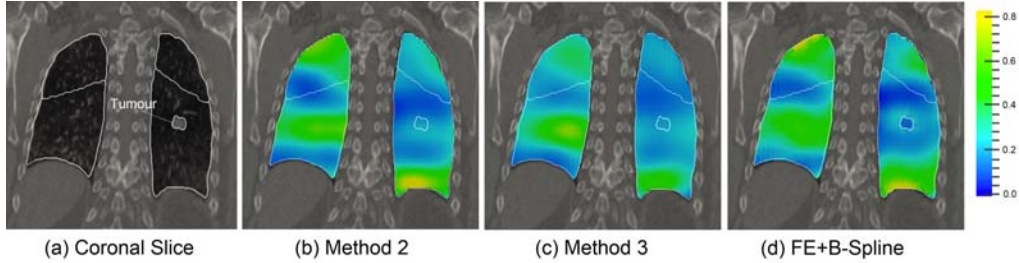 Tumour
0.8
0.6
0.4
0.2
0.0
(a) Coronal Slice
(b) Method 2
(c) Method 3
(d) FE+B-Spline